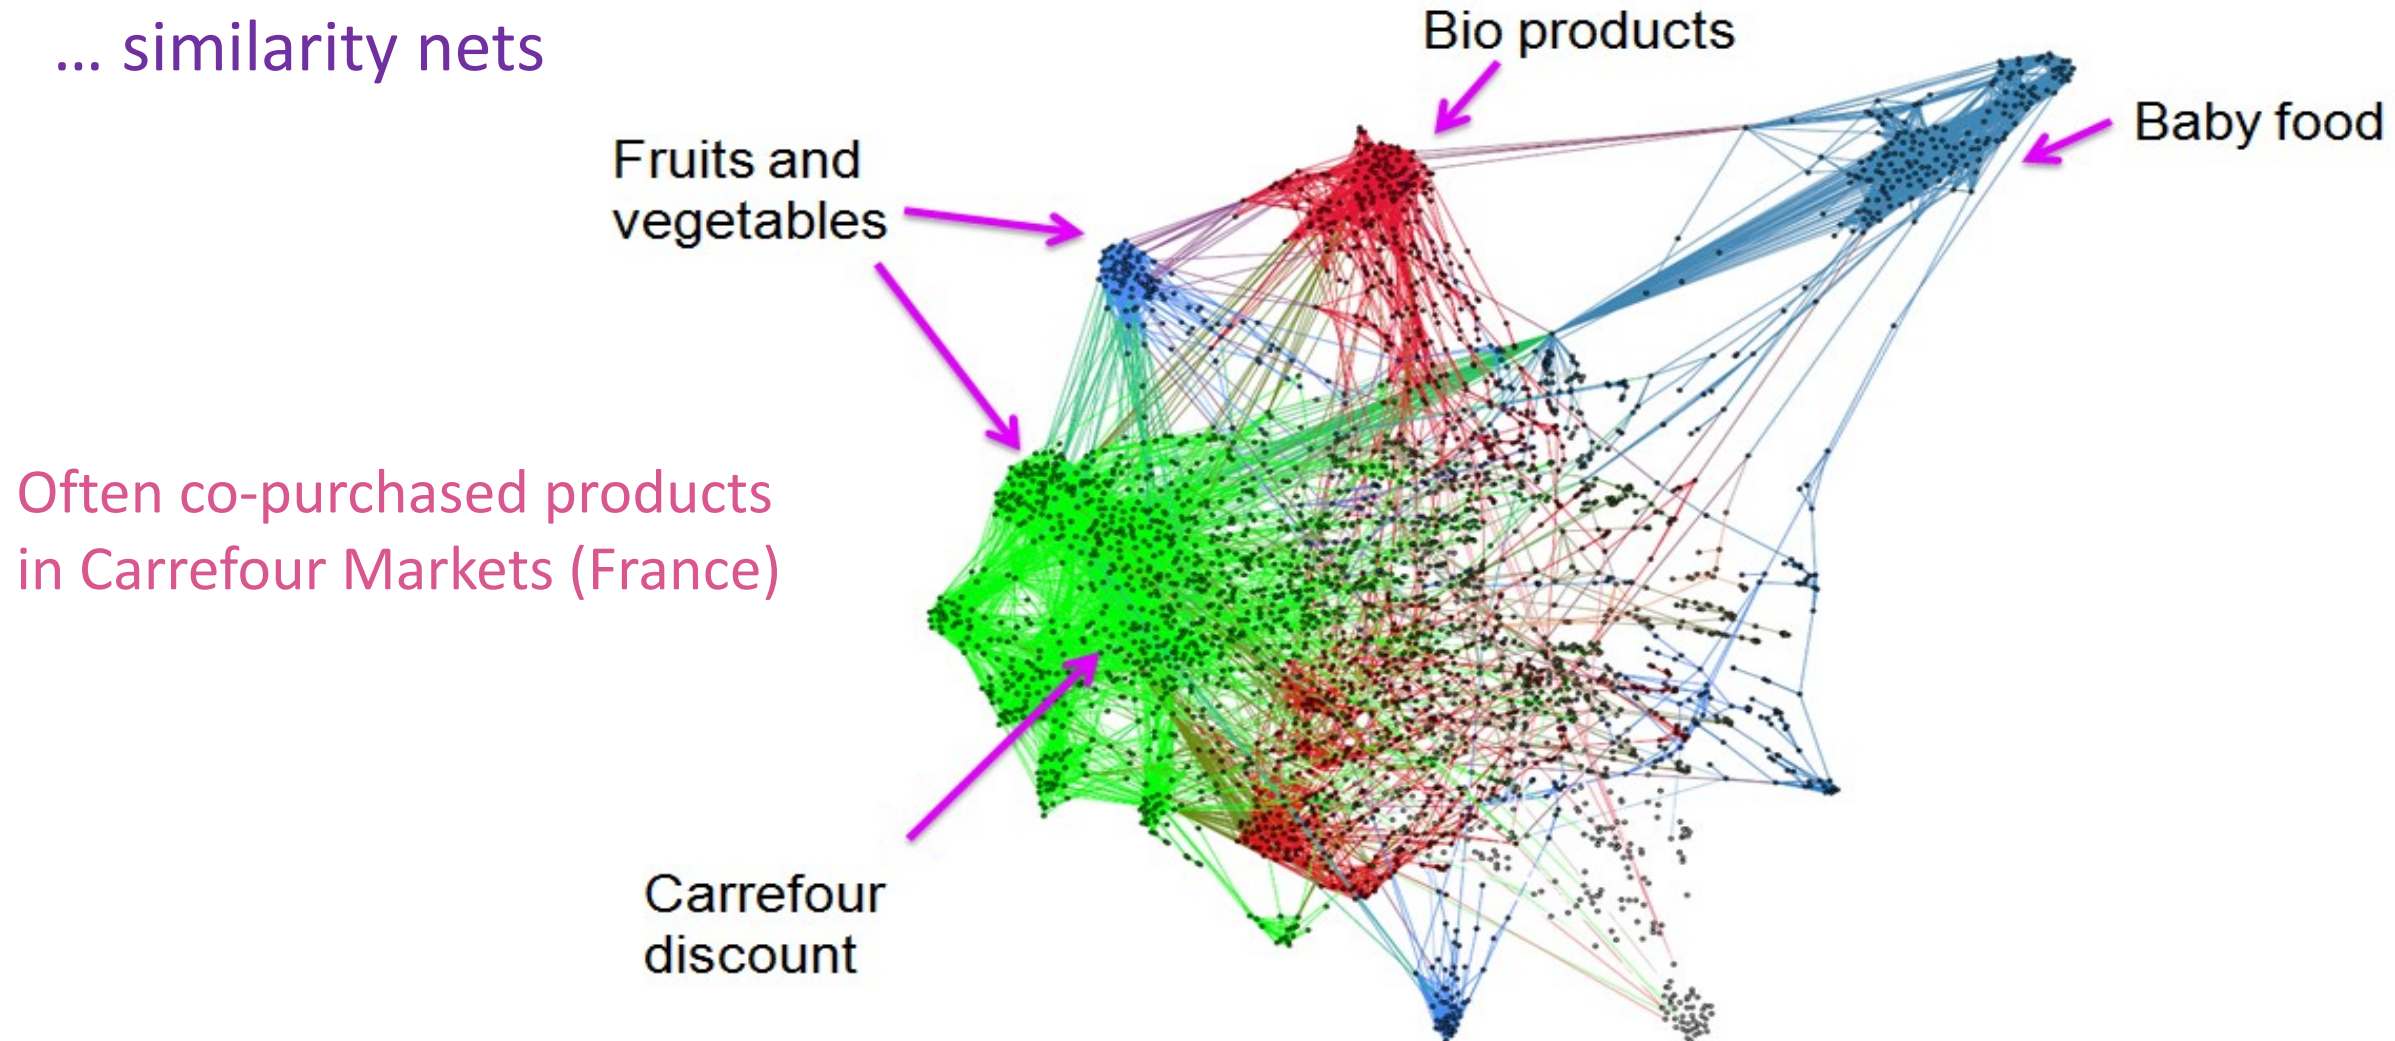 ... similarity nets
Bio products
Baby food
Fruits and
vegetables
Often co-purchased products
in Carrefour Markets (France)
Carrefour
discount